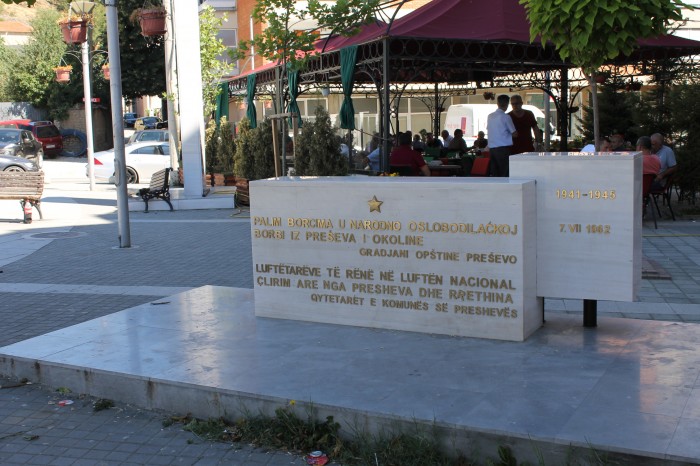 PALIM BORCIMA U NARODNO OSLOBODILAČKOJ
BORBI IZ PREŠEVA I OKOLINE
GRADJANI OPŠTINE PREŠEVO
LUFTËTARËVE TË RËNË NË LUFTËN NACIONAL
ÇLIRIM ARE NGA PRESHEVA DHE RRETHINA
QYTETARËT E KOMUNËS SË PRESHEVËS
1941-1945
7. VII 1962